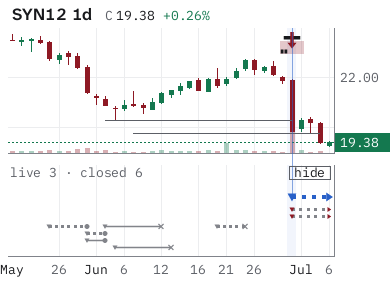 SYN12 1d C 19.38 +0.26%
22.00
19.38
live 3 · closed 6
hide
May 26 Jun 6 12 16 21 26 Jul 6